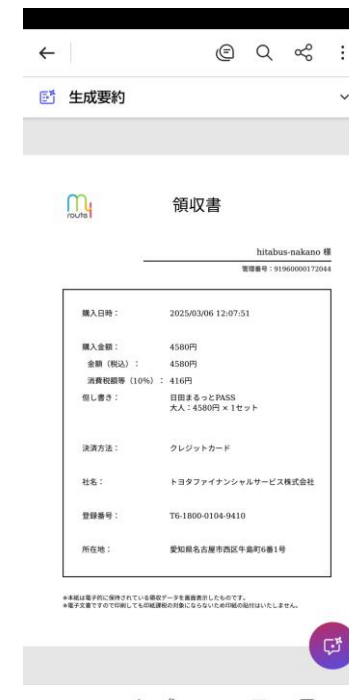 生成要約
my
route
領収書
hitabus-nakano 様
管理番号：91960000172044
購入日時： 2025/03/06 12:07:51
購入金額： 4580円
金額（税込）： 4580円
消費税額等（10%）： 416円
但し書き： 日田まるっとPASS
大人：4580円 × 1セット
決済方法： クレジットカード
社名： トヨタファイナンシャルサービス株式会社
登録番号： T6-1800-0104-9410
所在地： 愛知県名古屋市西区牛島町6番1号
※本紙は電子的に保持されている領収データを画面表示したものです。
※電子文書ですので印刷しても印紙課税の対象にならないため印紙の貼付はいたしません。